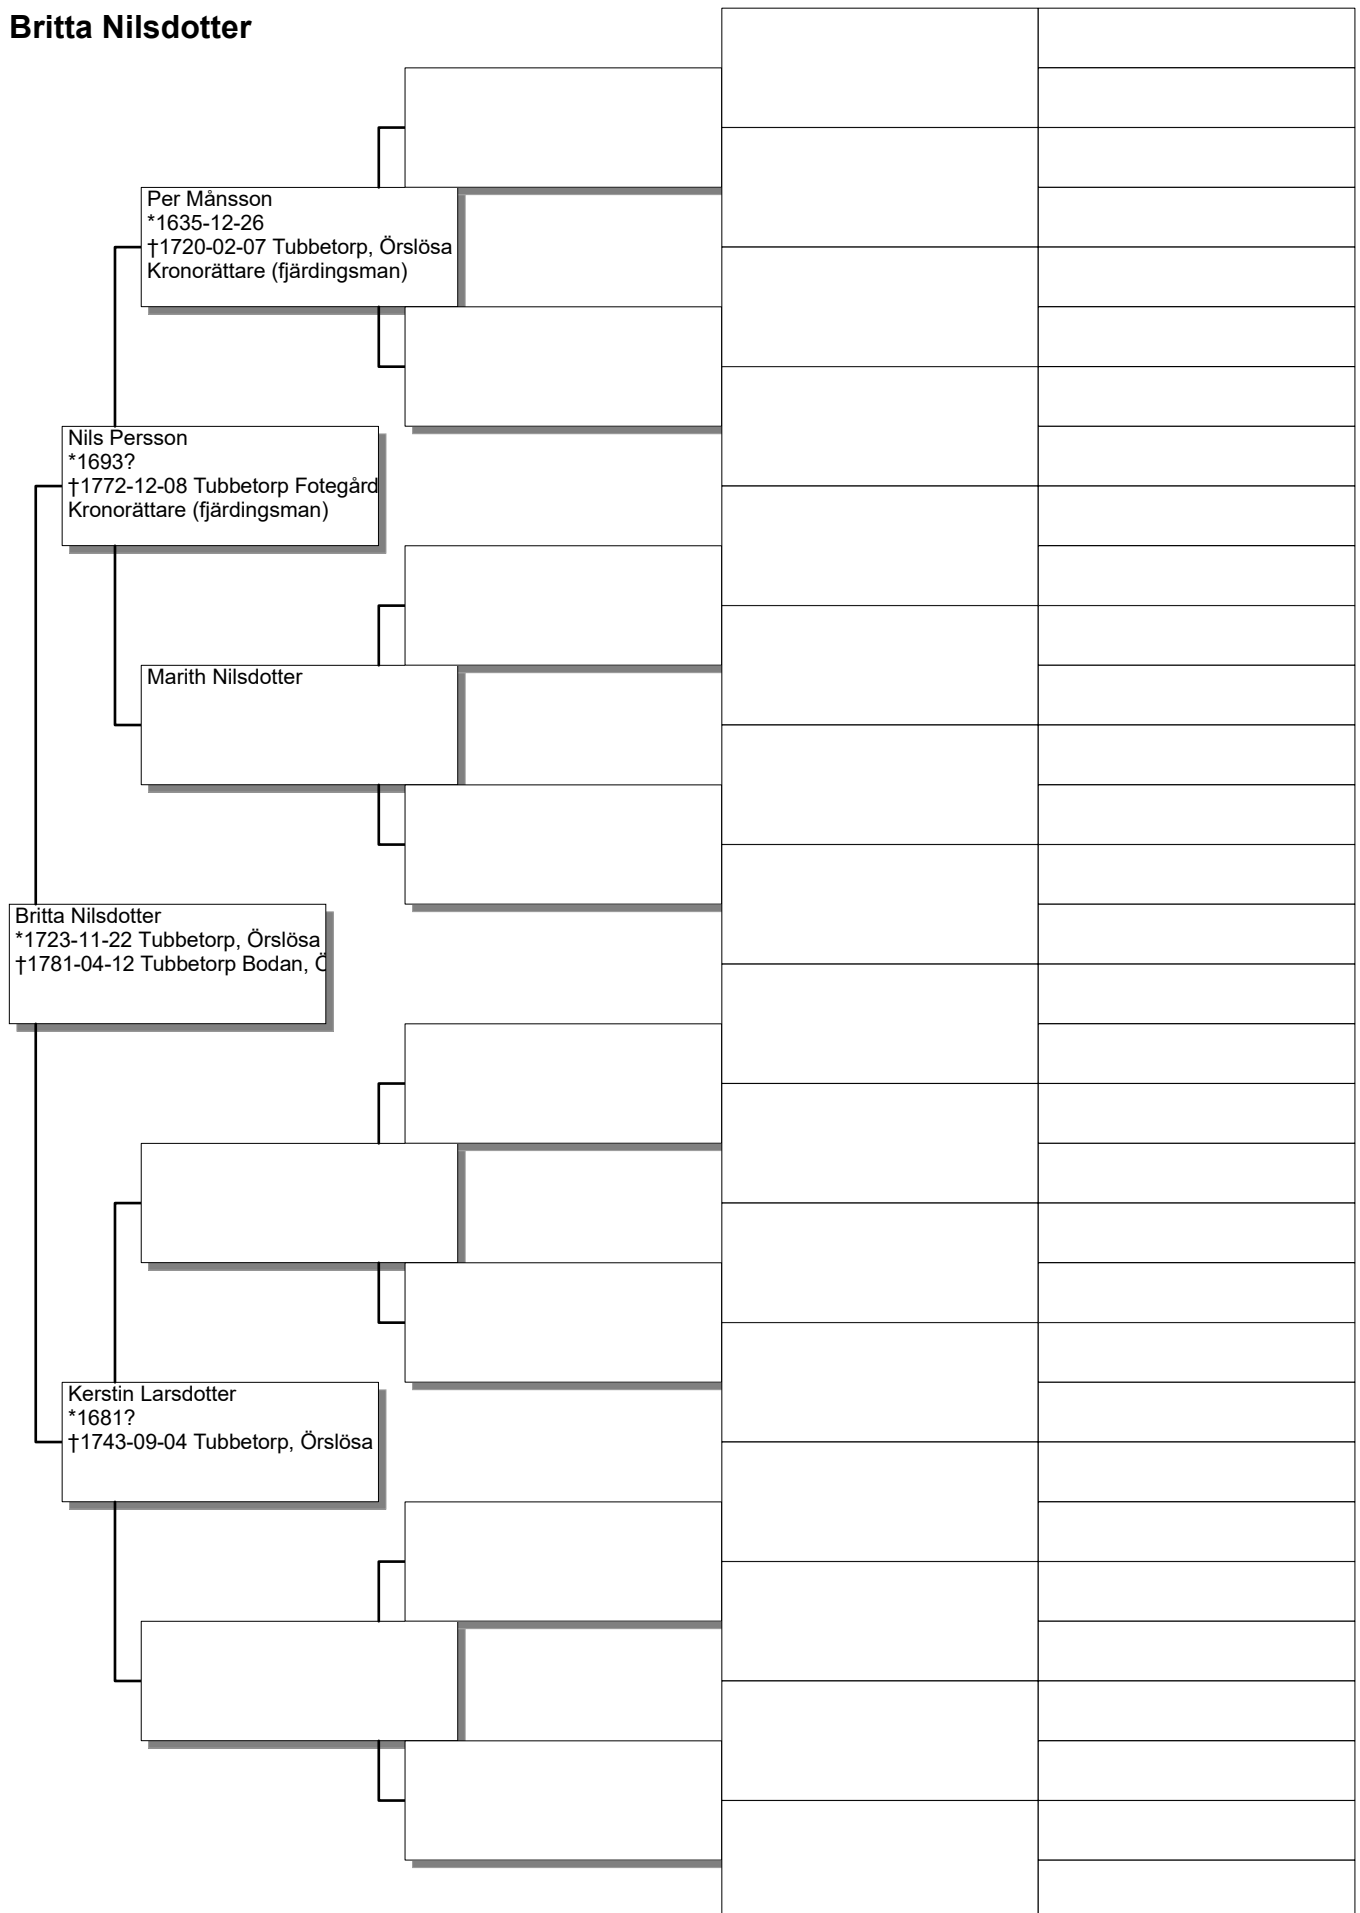 Britta Nilsdotter
Per Månsson
*1635-12-26
†1720-02-07 Tubbetorp, Örslösa
Kronorättare (fjärdingsman)
Nils Persson
*1693?
†1772-12-08 Tubbetorp Fotegård
Kronorättare (fjärdingsman)
Marith Nilsdotter
Britta Nilsdotter
*1723-11-22 Tubbetorp, Örslösa
†1781-04-12 Tubbetorp Bodan,
Kerstin Larsdotter
*1681?
†1743-09-04 Tubbetorp, Örslösa